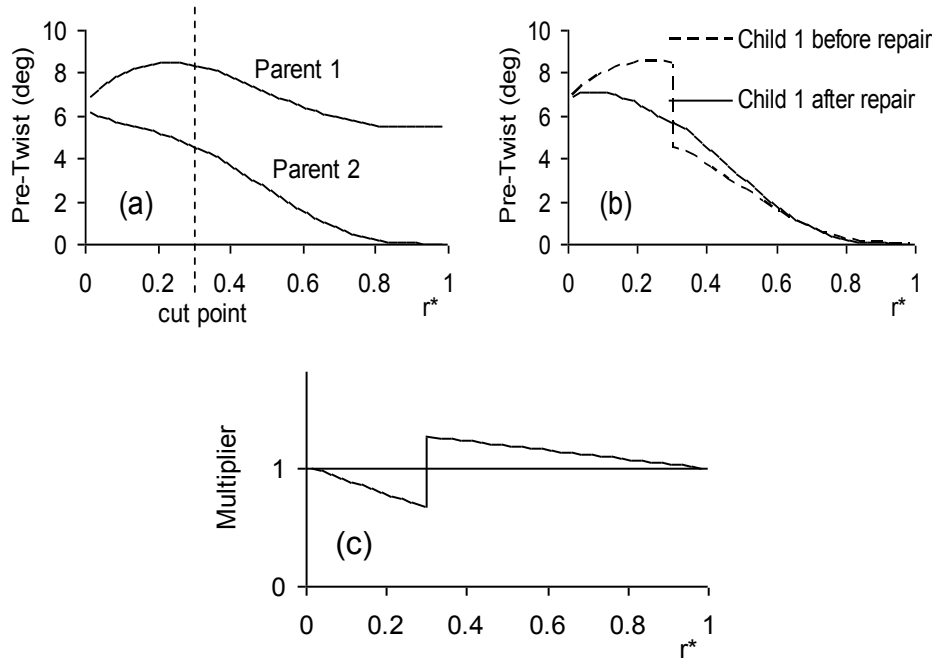 10
8
6
4
2
0
Pre-Twist (deg)
Parent 1
Parent 2
(a)
0 0.2 0.4 0.6 0.8 1
cut point
r*
10
8
6
4
2
0
Pre-Twist (deg)
Child 1 before repair
Child 1 after repair
(b)
0 0.2 0.4 0.6 0.8 1
r*
Multiplier
1
0
(c)
0 0.2 0.4 0.6 0.8 1
r*